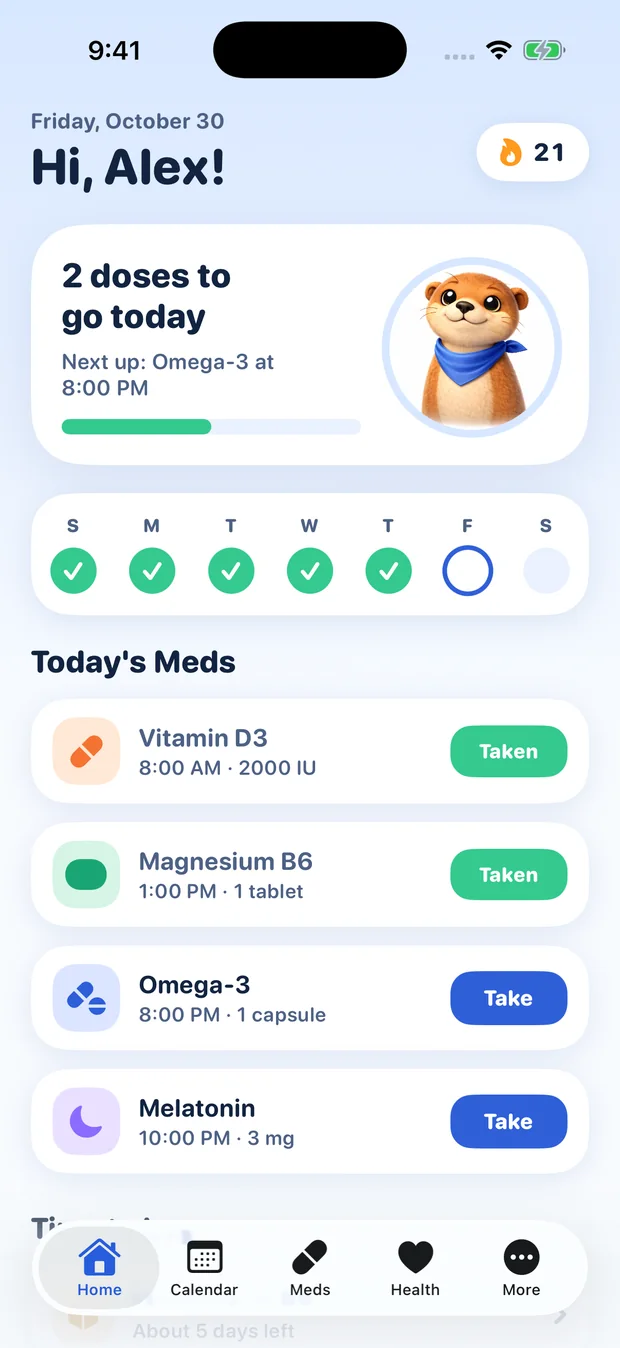 9:41
Friday, October 30
Hi, Alex!
21
2 doses to
go today
Next up: Omega-3 at
8:00 PM
S M T W T F S
Today's Meds
Vitamin D3
8:00 AM · 2000 IU
Taken
Magnesium B6
1:00 PM · 1 tablet
Taken
Omega-3
8:00 PM · 1 capsule
Take
Melatonin
10:00 PM · 3 mg
Take
Home
Calendar
Meds
Health
More
About 5 days left